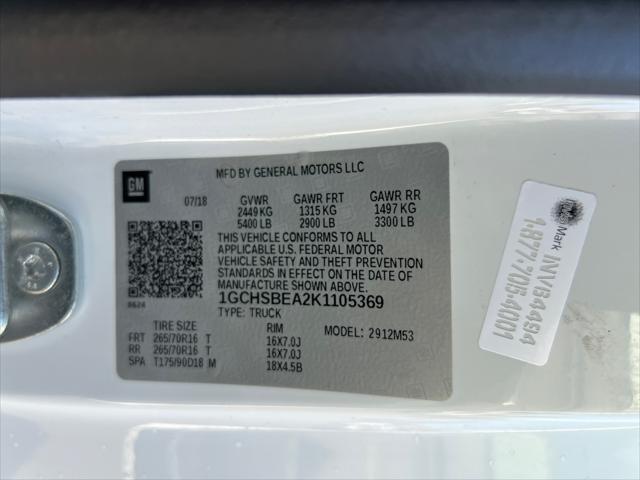 GM
MFD BY GENERAL MOTORS LLC
07/18 GVWR GAWR FRT GAWR RR
2449 KG 1315 KG 1497 KG
5400 LB 2900 LB 3300 LB
THIS VEHICLE CONFORMS TO ALL
APPLICABLE U.S. FEDERAL MOTOR
VEHICLE SAFETY AND BUMPER
STANDARDS IN EFFECT ON THE DATE OF
MANUFACTURE SHOWN ABOVE.
1GCHSBEA2K1105369
TYPE: TRUCK
TIRE SIZE RIM MODEL: 2912M53
FRT 265/70R16 T 16X7.0J
RR 265/70R16 T 16X7.0J
SPA T175/90D18 M 18X4.5B
Mark INVB4494
1.877.705.4001